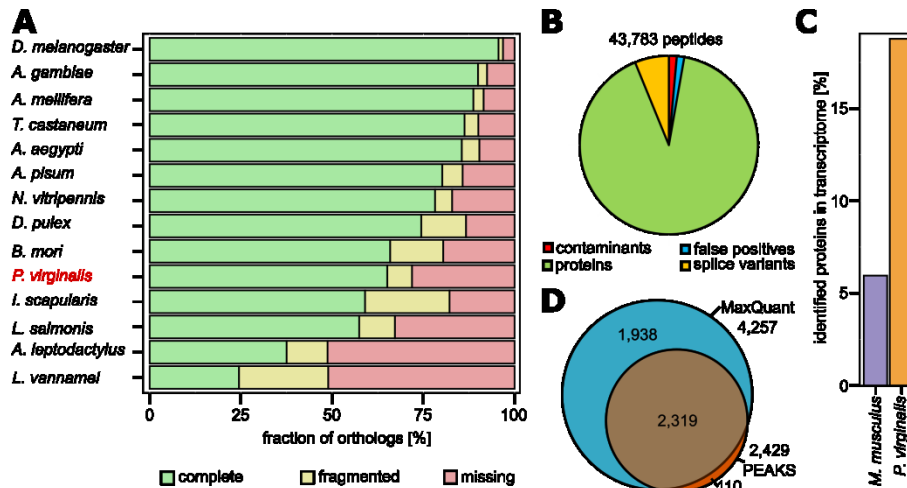 A
D. melanogaster
A. gambiae
A. mellifera
T. castaneum
A. aegypti
A. pisum
N. vitripennis
D. pulex
B. mori
P. virginalis
I. scapularis
L. salmonis
A. leptodactylus
L. vannamei
0 25 50 75 100
fraction of orthologs [%]
complete fragmented missing
B
43,783 peptides
contaminants false positives
proteins splice variants
D
MaxQuant
4,257
1,938
2,319
2,429
PEAKS
110
C
identified proteins in transcriptome [%]
15
10
5
0
M. musculus
P. virginalis